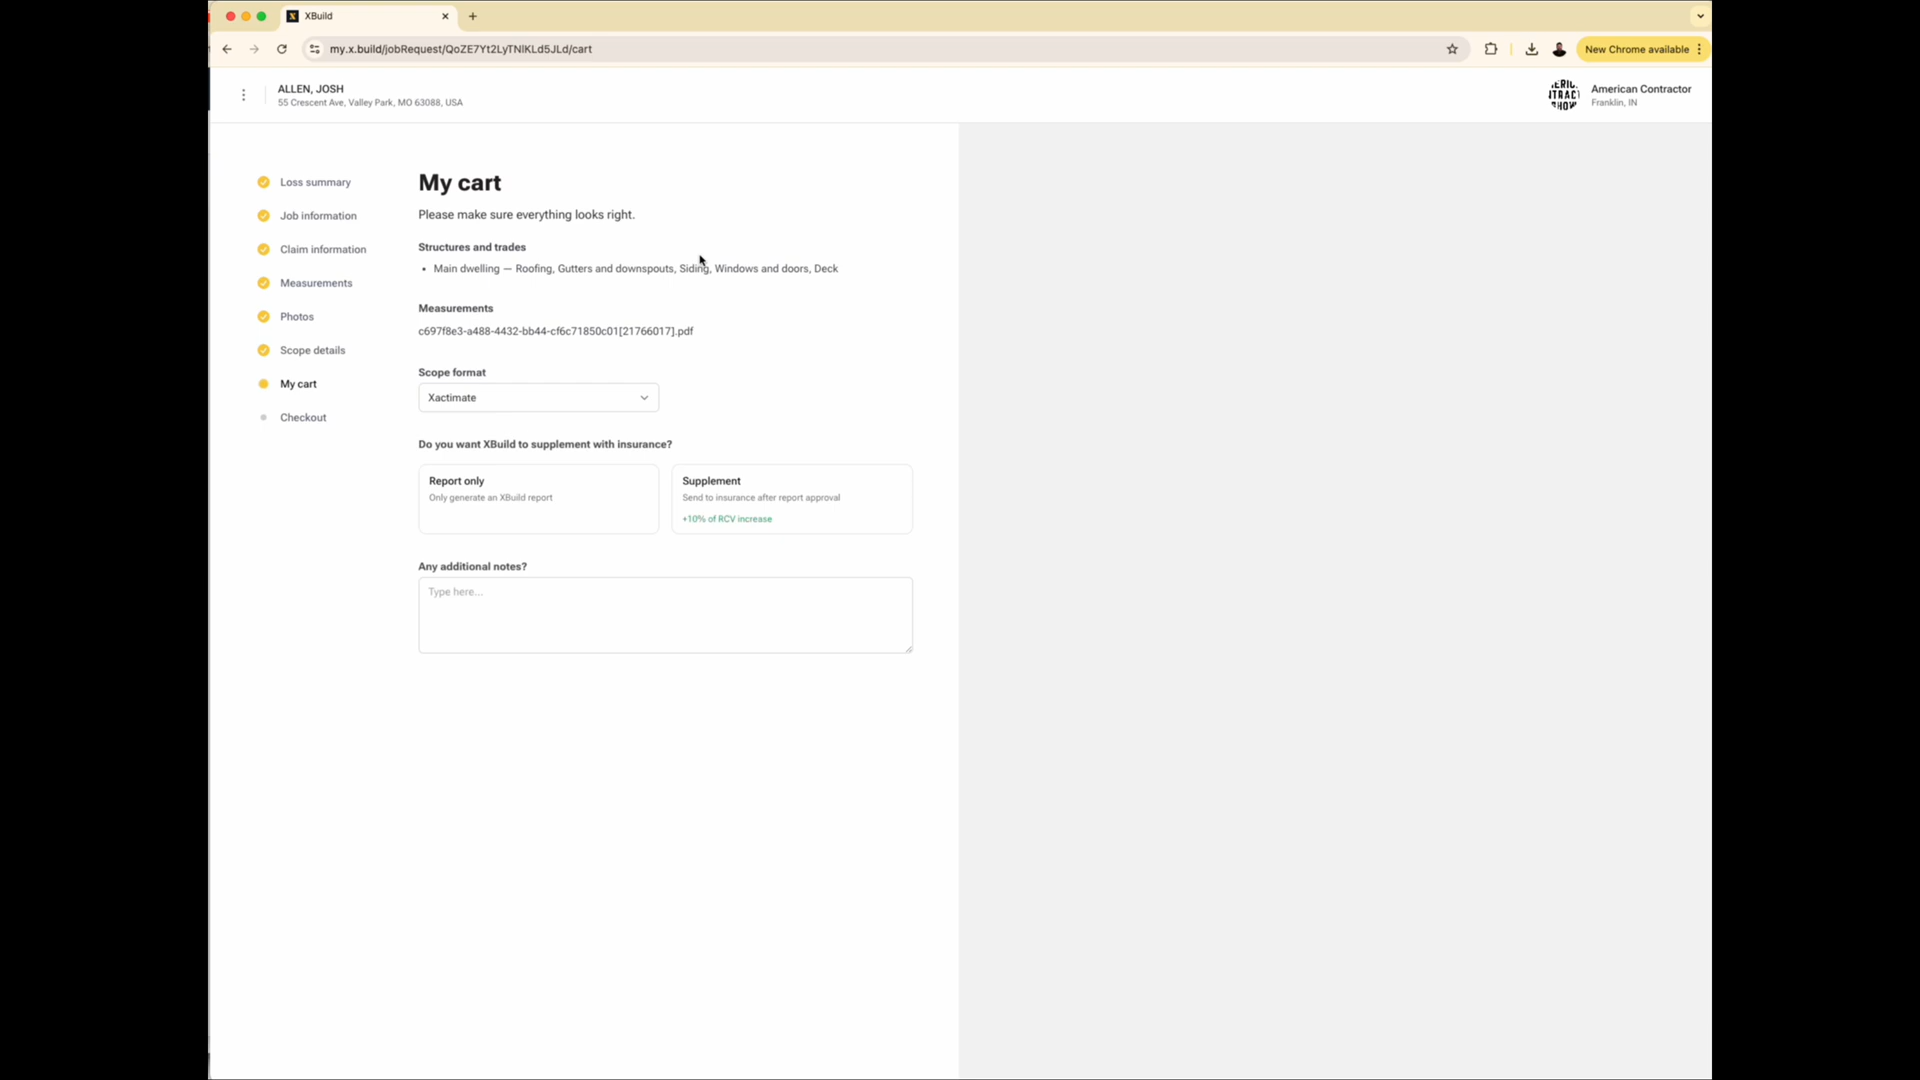 XBuild
my.x.build/jobRequest/QoZE7Yt2LyTNlKLd5JLd/cart
New Chrome available
ALLEN, JOSH
55 Crescent Ave, Valley Park, MO 63088, USA
American Contractor
Franklin, IN
Loss summary
Job information
Claim information
Measurements
Photos
Scope details
My cart
Checkout
My cart
Please make sure everything looks right.
Structures and trades
• Main dwelling — Roofing, Gutters and downspouts, Siding, Windows and doors, Deck
Measurements
c697f8e3-a488-4432-bb44-cf6c71850c01[21766017].pdf
Scope format
Xactimate
Do you want XBuild to supplement with insurance?
Report only
Only generate an XBuild report
Supplement
Send to insurance after report approval
+10% of RCV increase
Any additional notes?
Type here...